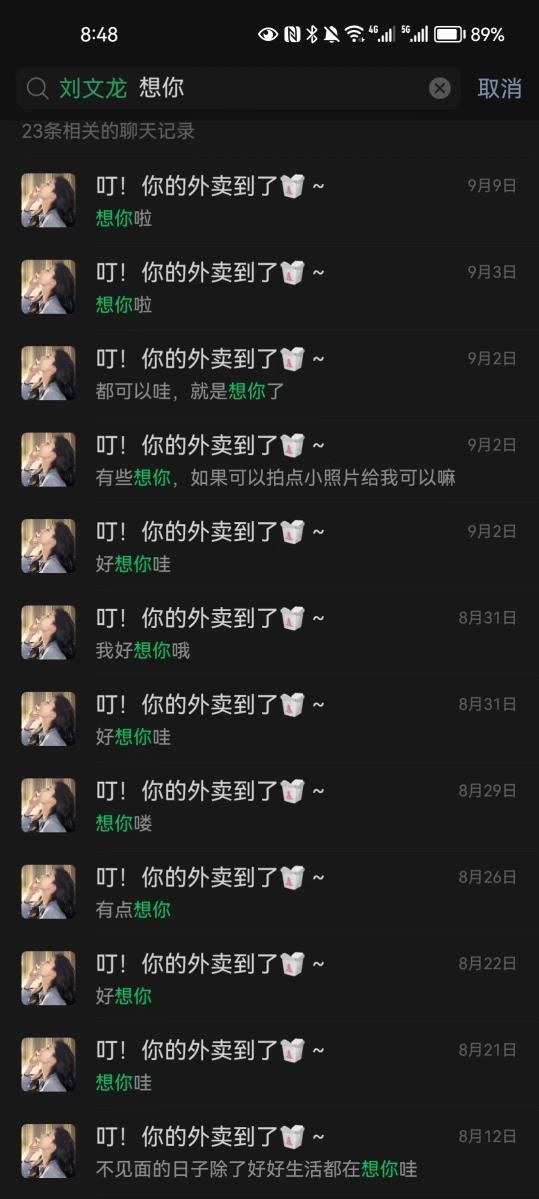 8:48
4G 5G 89%
刘文龙 想你 取消
23条相关的聊天记录
叮！你的外卖到了🥡 ~ 9月9日
想你啦
叮！你的外卖到了🥡 ~ 9月3日
想你啦
叮！你的外卖到了🥡 ~ 9月2日
都可以哇，就是想你了
叮！你的外卖到了🥡 ~ 9月2日
有些想你，如果可以拍点小照片给我可以嘛
叮！你的外卖到了🥡 ~ 9月2日
好想你哇
叮！你的外卖到了🥡 ~ 8月31日
我好想你哦
叮！你的外卖到了🥡 ~ 8月31日
好想你哇
叮！你的外卖到了🥡 ~ 8月29日
想你喽
叮！你的外卖到了🥡 ~ 8月26日
有点想你
叮！你的外卖到了🥡 ~ 8月22日
好想你
叮！你的外卖到了🥡 ~ 8月21日
想你哇
叮！你的外卖到了🥡 ~ 8月12日
不见面的日子除了好好生活都在想你哇